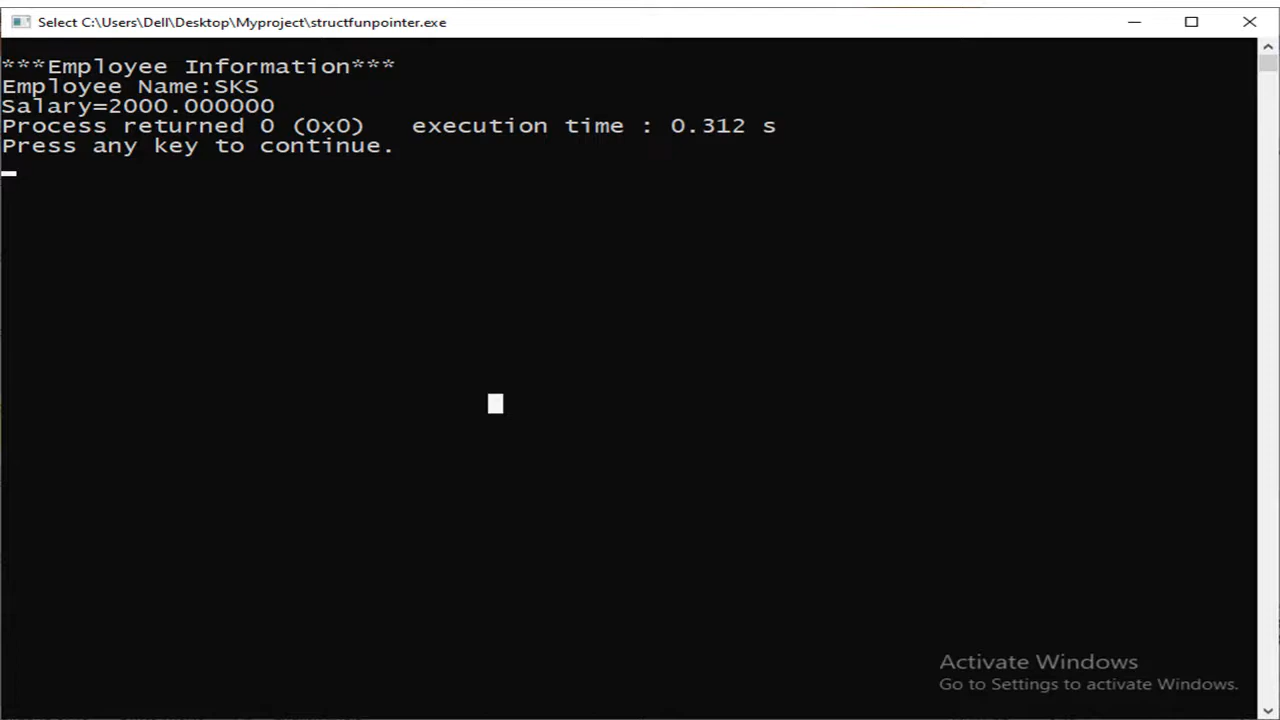 Select C:\Users\Dell\Desktop\Myproject\structfunpointer.exe
***Employee Information***
Employee Name:SKS
Salary=2000.000000
Process returned 0 (0x0)   execution time : 0.312 s
Press any key to continue.
Activate Windows
Go to Settings to activate Windows.